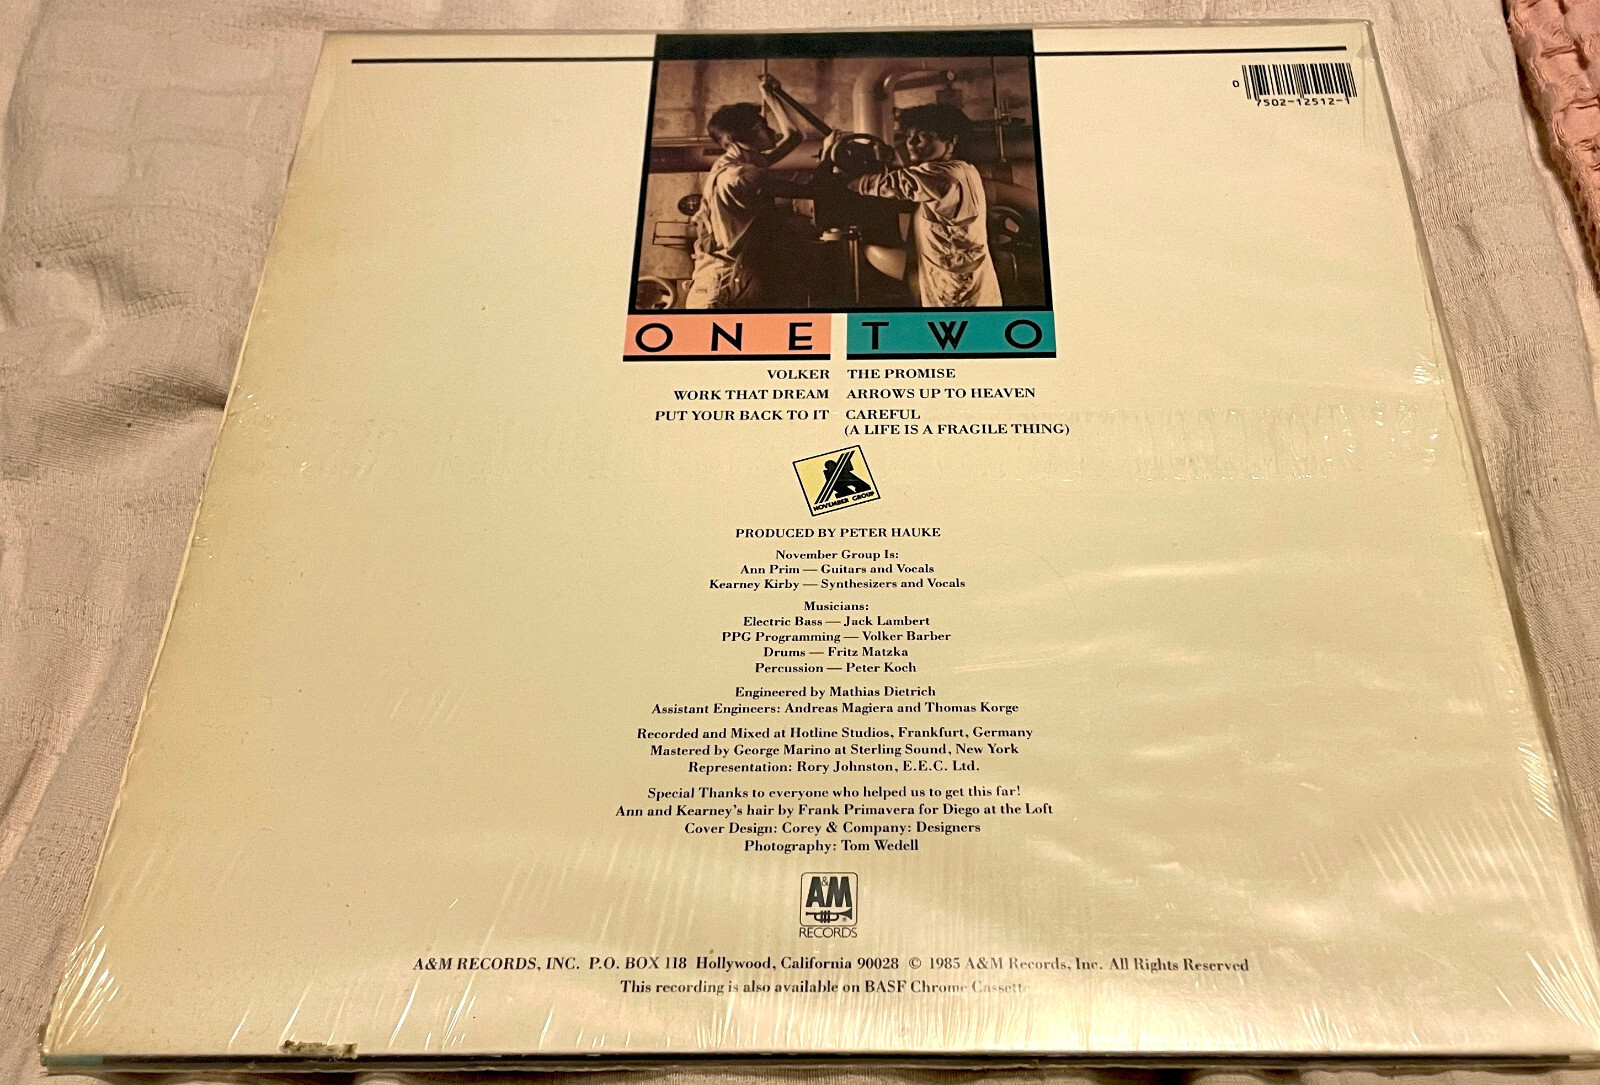 0
7502-12512-1
ONE
VOLKER
WORK THAT DREAM
PUT YOUR BACK TO IT
TWO
THE PROMISE
ARROWS UP TO HEAVEN
CAREFUL
(A LIFE IS A FRAGILE THING)
NOVEMBER GROUP
PRODUCED BY PETER HAUKE
November Group Is:
Ann Prim — Guitars and Vocals
Kearney Kirby — Synthesizers and Vocals
Musicians:
Electric Bass — Jack Lambert
PPG Programming — Volker Barber
Drums — Fritz Matzka
Percussion — Peter Koch
Engineered by Mathias Dietrich
Assistant Engineers: Andreas Magiera and Thomas Korge
Recorded and Mixed at Hotline Studios, Frankfurt, Germany
Mastered by George Marino at Sterling Sound, New York
Representation: Rory Johnston, E.E.C. Ltd.
Special Thanks to everyone who helped us to get this far!
Ann and Kearney's hair by Frank Primavera for Diego at the Loft
Cover Design: Corey & Company: Designers
Photography: Tom Wedell
A&M
®
RECORDS
A&M RECORDS, INC. P.O. BOX 118 Hollywood, California 90028 © 1985 A&M Records, Inc. All Rights Reserved
This recording is also available on BASF Chrome Cassette